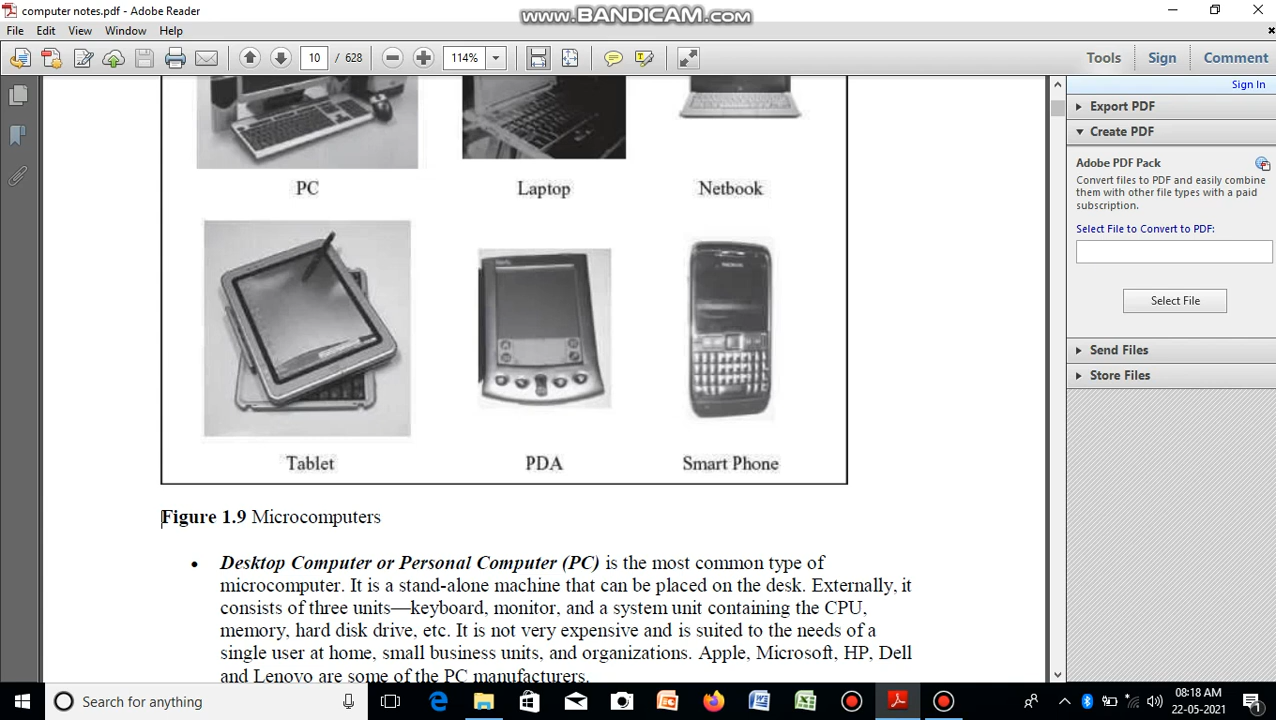 computer notes.pdf - Adobe Reader
www.BANDICAM.com
File Edit View Window Help
10 / 628
114%
Tools Sign Comment
Sign In
Export PDF
Create PDF
Adobe PDF Pack
Convert files to PDF and easily combine
them with other file types with a paid
subscription.
Select File to Convert to PDF:
Select File
Send Files
Store Files
PC Laptop Netbook
NOKIA
Tablet PDA Smart Phone
Figure 1.9 Microcomputers
• Desktop Computer or Personal Computer (PC) is the most common type of
microcomputer. It is a stand-alone machine that can be placed on the desk. Externally, it
consists of three units—keyboard, monitor, and a system unit containing the CPU,
memory, hard disk drive, etc. It is not very expensive and is suited to the needs of a
single user at home, small business units, and organizations. Apple, Microsoft, HP, Dell
and Lenovo are some of the PC manufacturers.
Search for anything
08:18 AM
22-05-2021
1